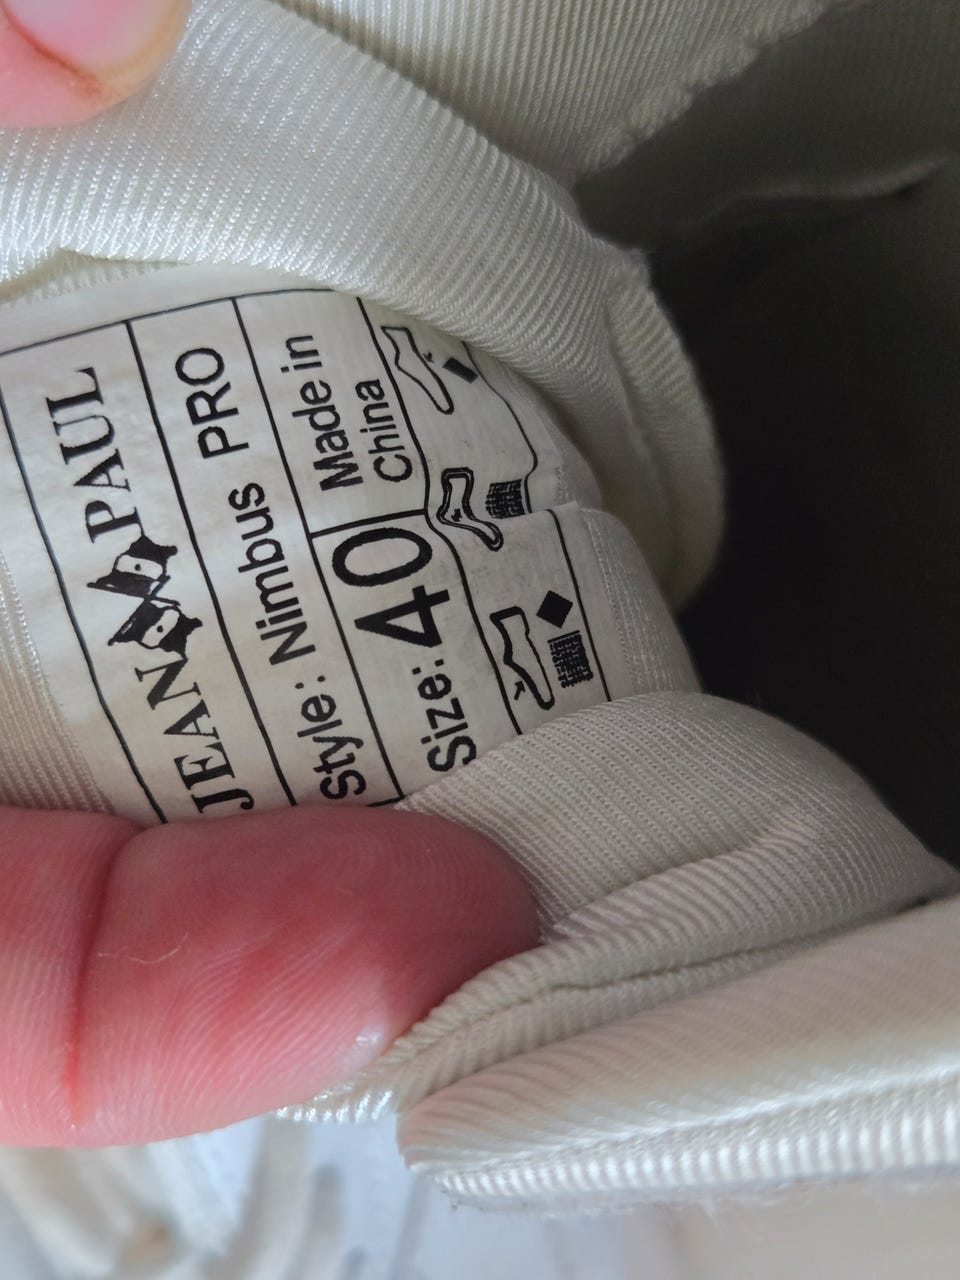 JEAN PAUL
Style: Nimbus PRO
Size: 40
Made in
China